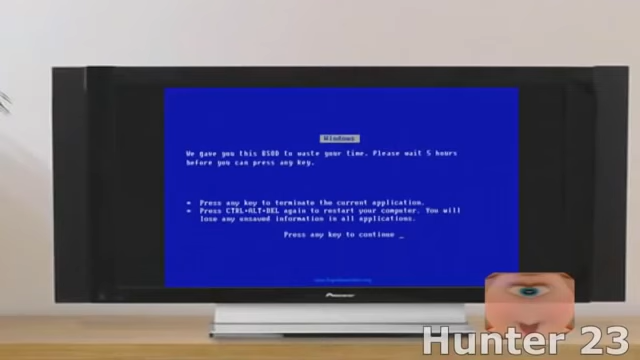 Windows
We gave you this BSOD to waste your time. Please wait 5 hours
before you can press any key.
* Press any key to terminate the current application.
* Press CTRL+ALT+DEL again to restart your computer. You will
lose any unsaved information in all applications.
Press any key to continue _
Pioneer
Hunter 23